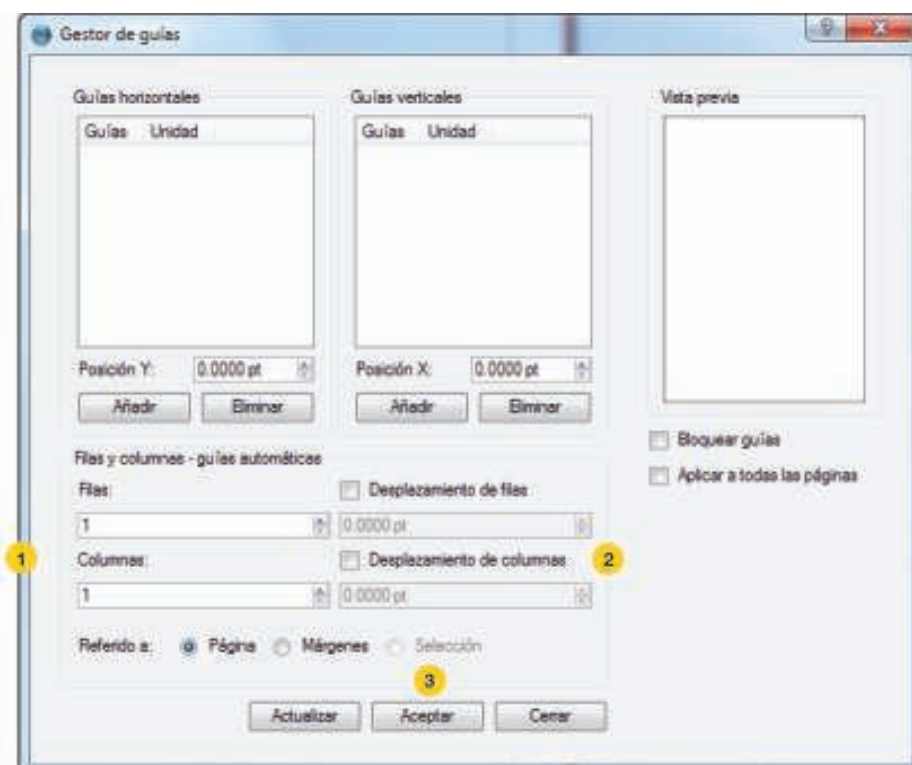 Gestor de guías
Guías horizontales
Guías Unidad
Posición Y: 0.0000 pt
Añadir Eliminar
Guías verticales
Guías Unidad
Posición X: 0.0000 pt
Añadir Eliminar
Vista previa
Bloquear guías
Aplicar a todas las páginas
Filas y columnas - guías automáticas
Filas: Desplazamiento de filas
1 0.0000 pt
1 Columnas: Desplazamiento de columnas 2
1 0.0000 pt
Referido a: Página Márgenes Selección
3
Actualizar Aceptar Cerrar